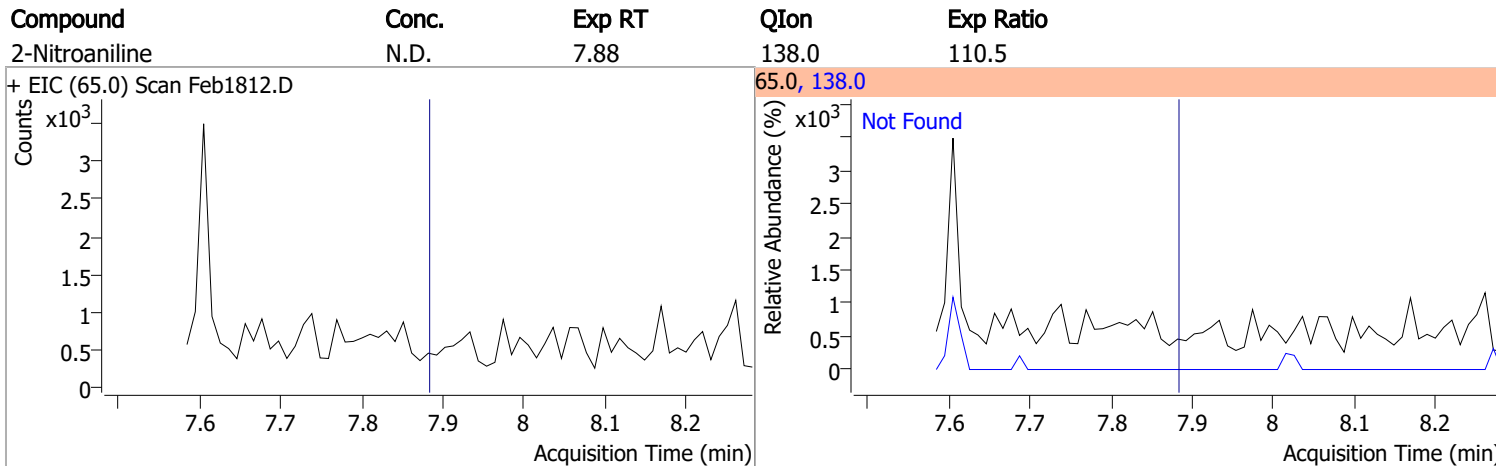 Compound Conc. Exp RT QIon Exp Ratio
2-Nitroaniline N.D. 7.88 138.0 110.5
+ EIC (65.0) Scan Feb1812.D
Counts
x10³
3
2.5
2
1.5
1
0.5
0
7.6 7.7 7.8 7.9 8 8.1 8.2
Acquisition Time (min)
65.0, 138.0
Relative Abundance (%)
x10³
Not Found
3
2.5
2
1.5
1
0.5
0
7.6 7.7 7.8 7.9 8 8.1 8.2
Acquisition Time (min)